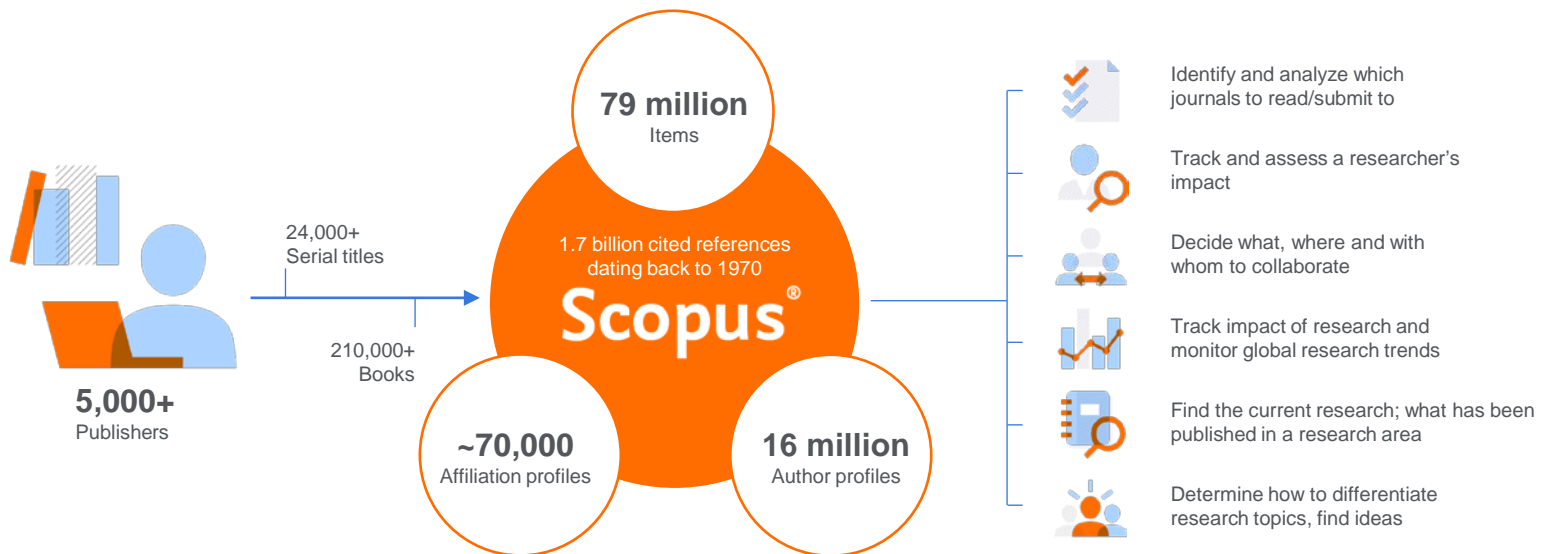 5,000+
Publishers
24,000+
Serial titles
210,000+
Books
79 million
Items
1.7 billion cited references
dating back to 1970
Scopus®
~70,000
Affiliation profiles
16 million
Author profiles
Identify and analyze which
journals to read/submit to
Track and assess a researcher's
impact
Decide what, where and with
whom to collaborate
Track impact of research and
monitor global research trends
Find the current research; what has been
published in a research area
Determine how to differentiate
research topics, find ideas